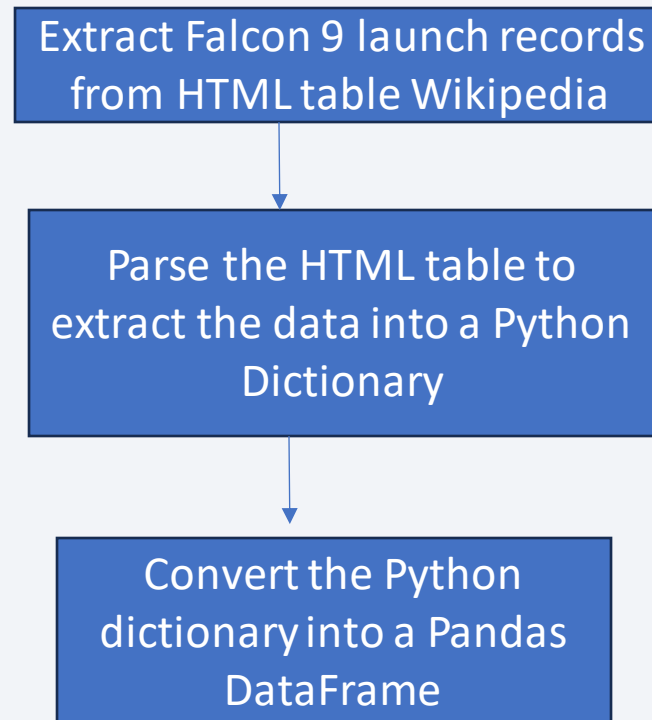 Extract Falcon 9 launch records
from HTML table Wikipedia
Parse the HTML table to
extract the data into a Python
Dictionary
Convert the Python
dictionary into a Pandas
DataFrame